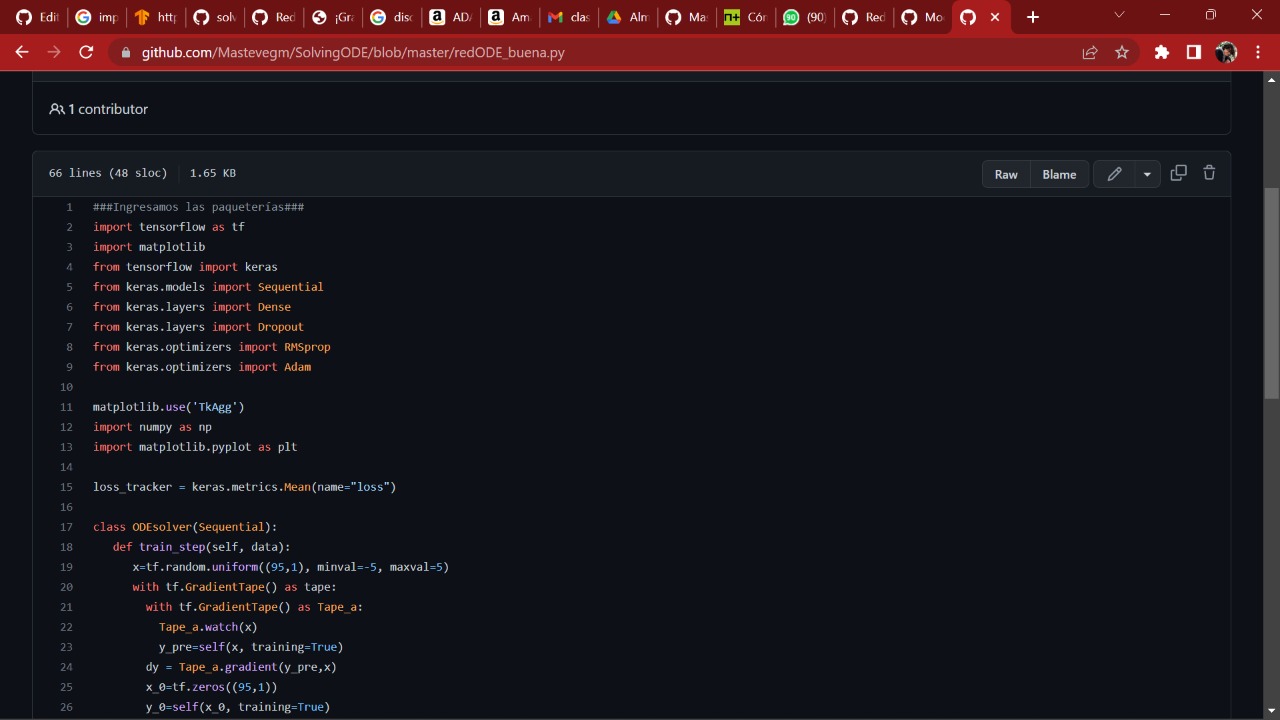 Edi
imp
http
solv
Red
¡Gra
disc
ADA
Am
clas
Alm
Ma
Cór
(90)
Red
Mo
github.com/Mastevegm/SolvingODE/blob/master/redODE_buena.py
1 contributor
66 lines (48 sloc) 1.65 KB
Raw Blame
1 ###Ingresamos las paqueterías###
2 import tensorflow as tf
3 import matplotlib
4 from tensorflow import keras
5 from keras.models import Sequential
6 from keras.layers import Dense
7 from keras.layers import Dropout
8 from keras.optimizers import RMSprop
9 from keras.optimizers import Adam
10
11 matplotlib.use('TkAgg')
12 import numpy as np
13 import matplotlib.pyplot as plt
14
15 loss_tracker = keras.metrics.Mean(name="loss")
16
17 class ODEsolver(Sequential):
18 def train_step(self, data):
19 x=tf.random.uniform((95,1), minval=-5, maxval=5)
20 with tf.GradientTape() as tape:
21 with tf.GradientTape() as Tape_a:
22 Tape_a.watch(x)
23 y_pre=self(x, training=True)
24 dy = Tape_a.gradient(y_pre,x)
25 x_0=tf.zeros((95,1))
26 y_0=self(x_0, training=True)